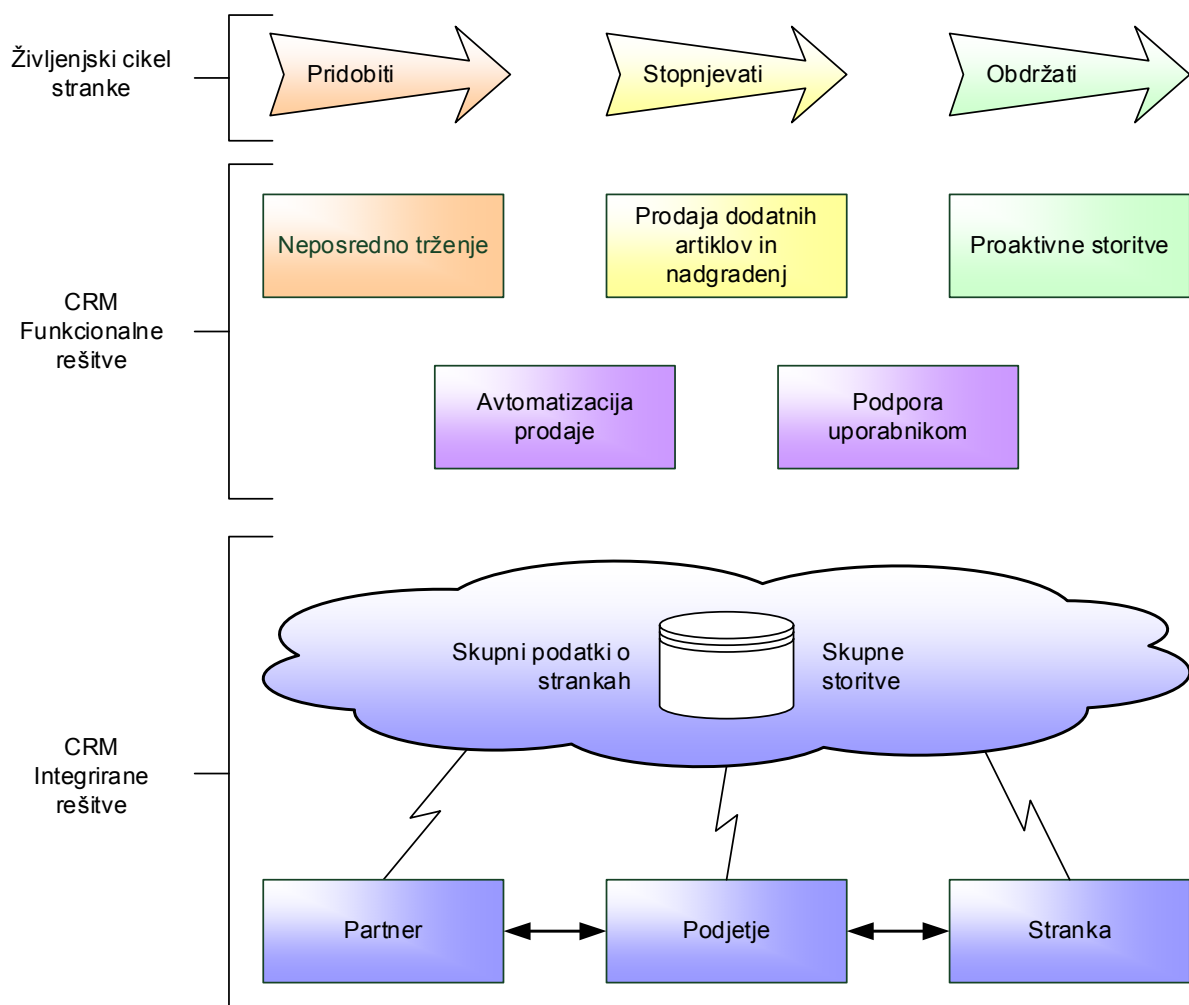 Življenjski cikel
stranke
Pridobiti
Stopnjevati
Obdržati
CRM
Funkcionalne
rešitve
Neposredno trženje
Prodaja dodatnih
artiklov in
nadgradenj
Proaktivne storitve
Avtomatizacija
prodaje
Podpora
uporabnikom
CRM
Integrirane
rešitve
Skupni podatki o
strankah
Skupne
storitve
Partner
Podjetje
Stranka